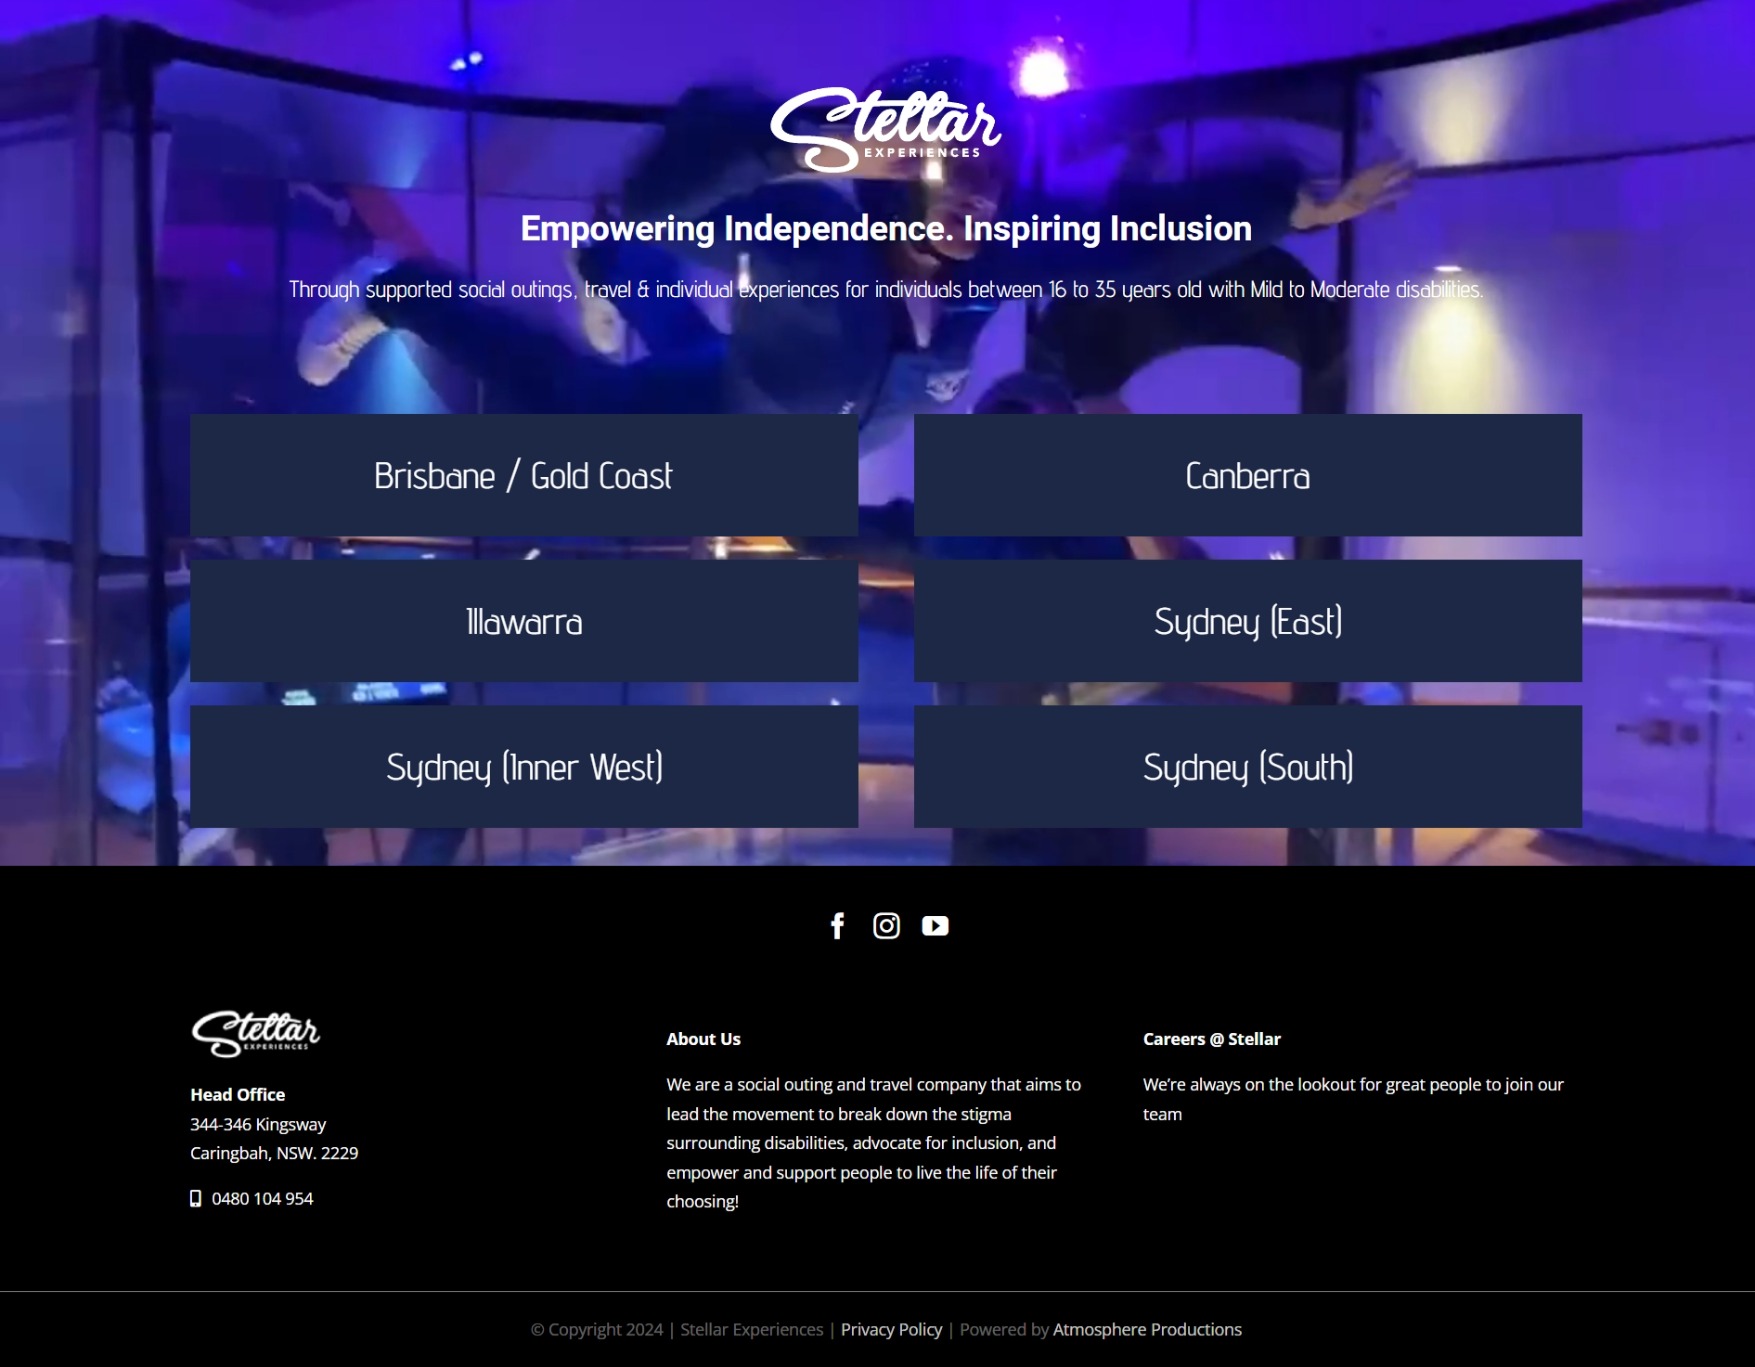 Stellar
EXPERIENCES
Empowering Independence. Inspiring Inclusion
Through supported social outings, travel & individual experiences for individuals between 16 to 35 years old with Mild to Moderate disabilities.
Brisbane / Gold Coast
Canberra
Illawarra
Sydney (East)
Sydney (Inner West)
Sydney (South)
Stellar
EXPERIENCES
Head Office
344-346 Kingsway
Caringbah, NSW. 2229
0480 104 954
About Us
We are a social outing and travel company that aims to
lead the movement to break down the stigma
surrounding disabilities, advocate for inclusion, and
empower and support people to live the life of their
choosing!
Careers @ Stellar
We’re always on the lookout for great people to join our
team
© Copyright 2024 | Stellar Experiences | Privacy Policy | Powered by Atmosphere Productions